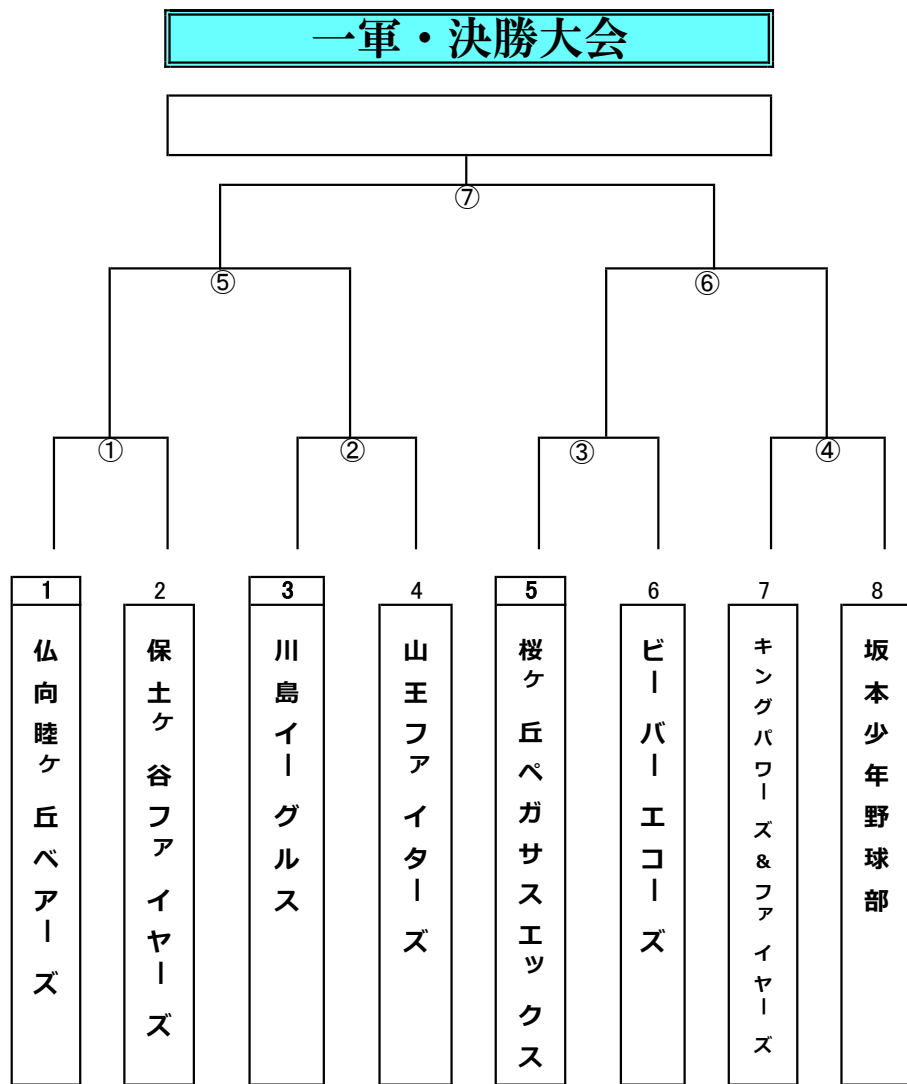 一軍・決勝大会
⑦
⑤
⑥
①
②
③
④
1
2
3
4
5
6
7
8
仏向睦ヶ丘ベアーズ
保土ケ谷ファイヤーズ
川島イーグルス
山王ファイターズ
桜ケ丘ペガサスエックス
ビーバーエコーズ
キングパワーズ&ファイヤーズ
坂本少年野球部